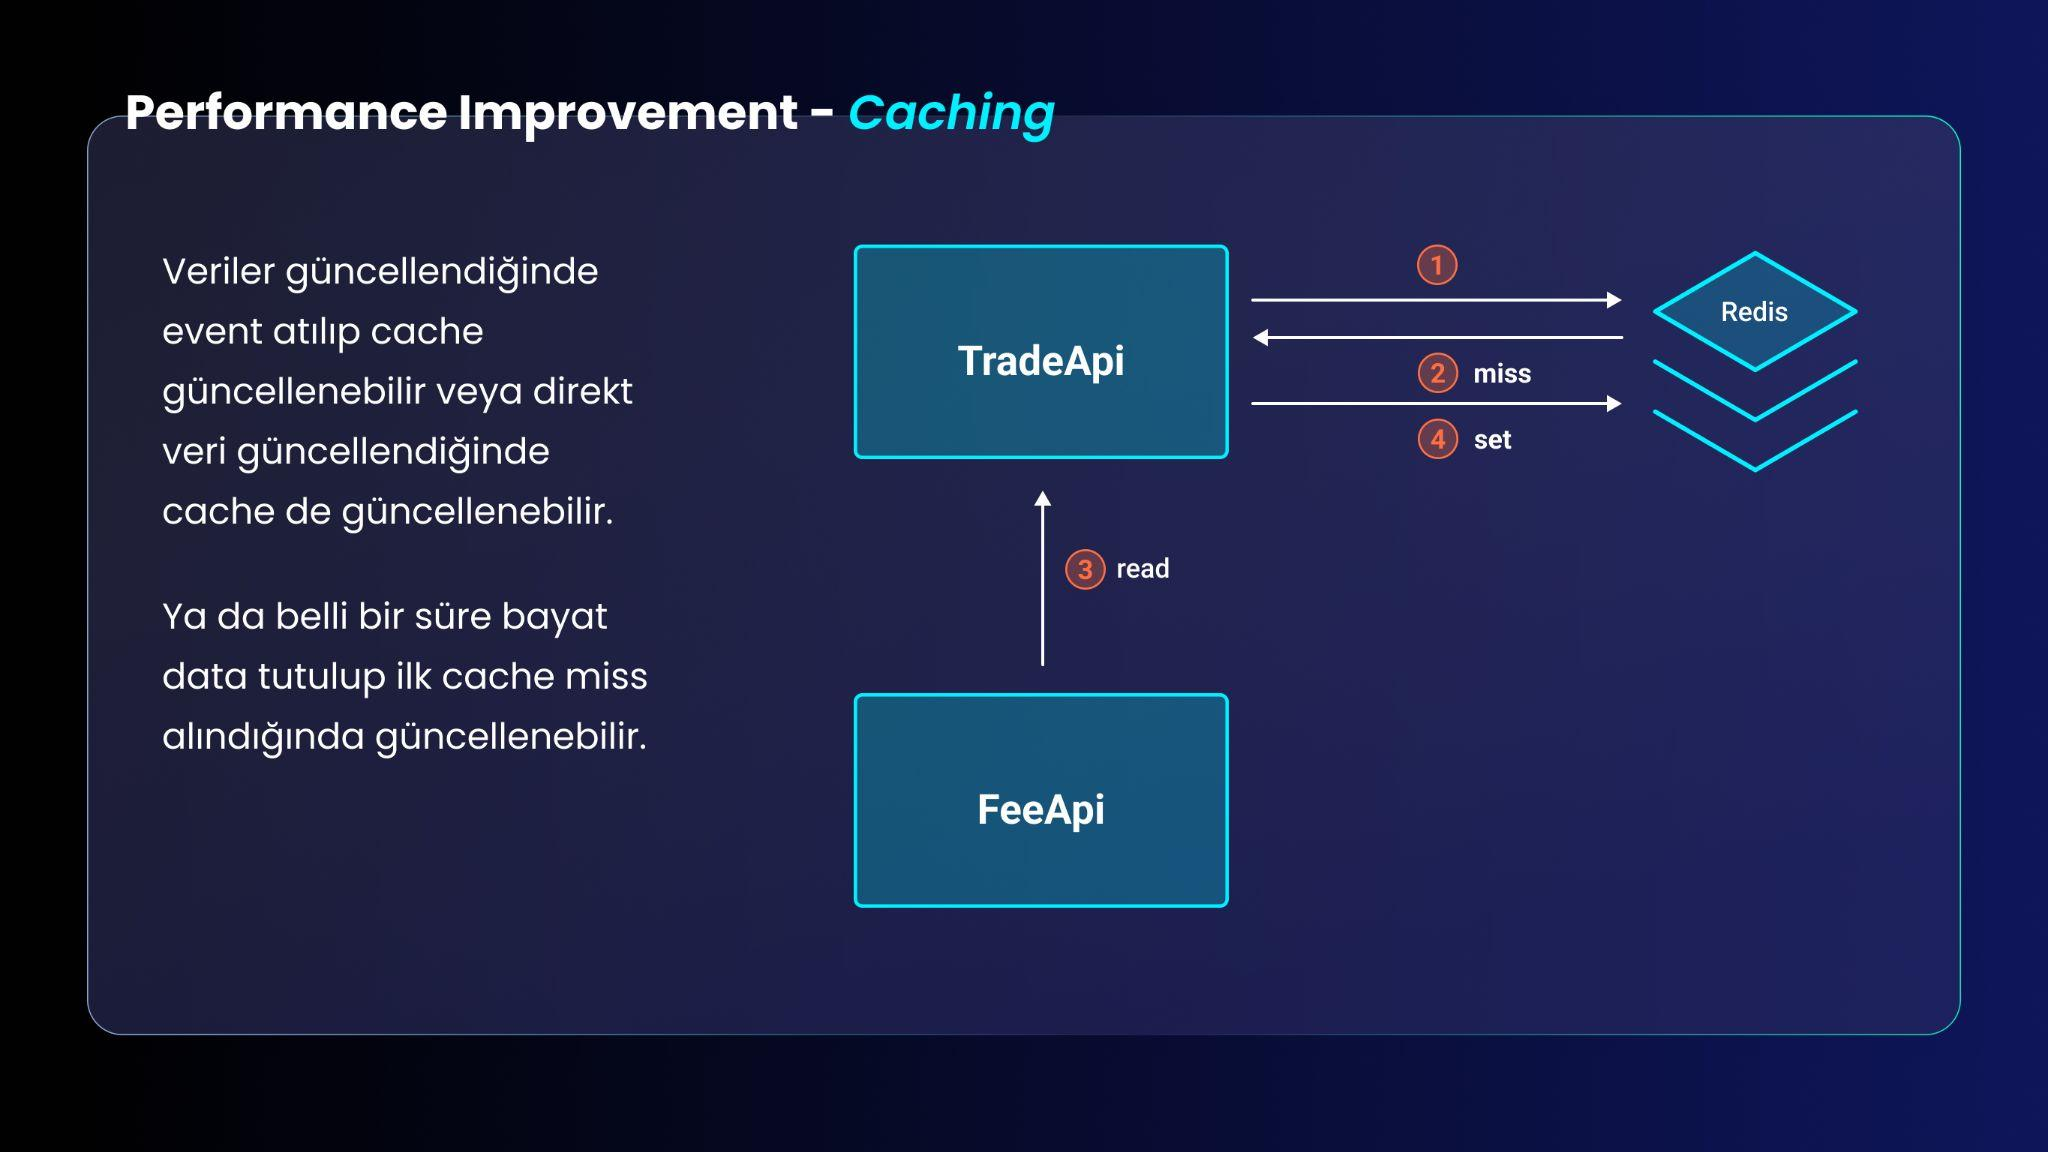 Performance Improvement - Caching
Veriler güncellendiğinde
event atılıp cache
güncellenebilir veya direkt
veri güncellendiğinde
cache de güncellenebilir.
Ya da belli bir süre bayat
data tutulup ilk cache miss
alındığında güncellenebilir.
TradeApi
1
Redis
2 miss
4 set
3 read
FeeApi